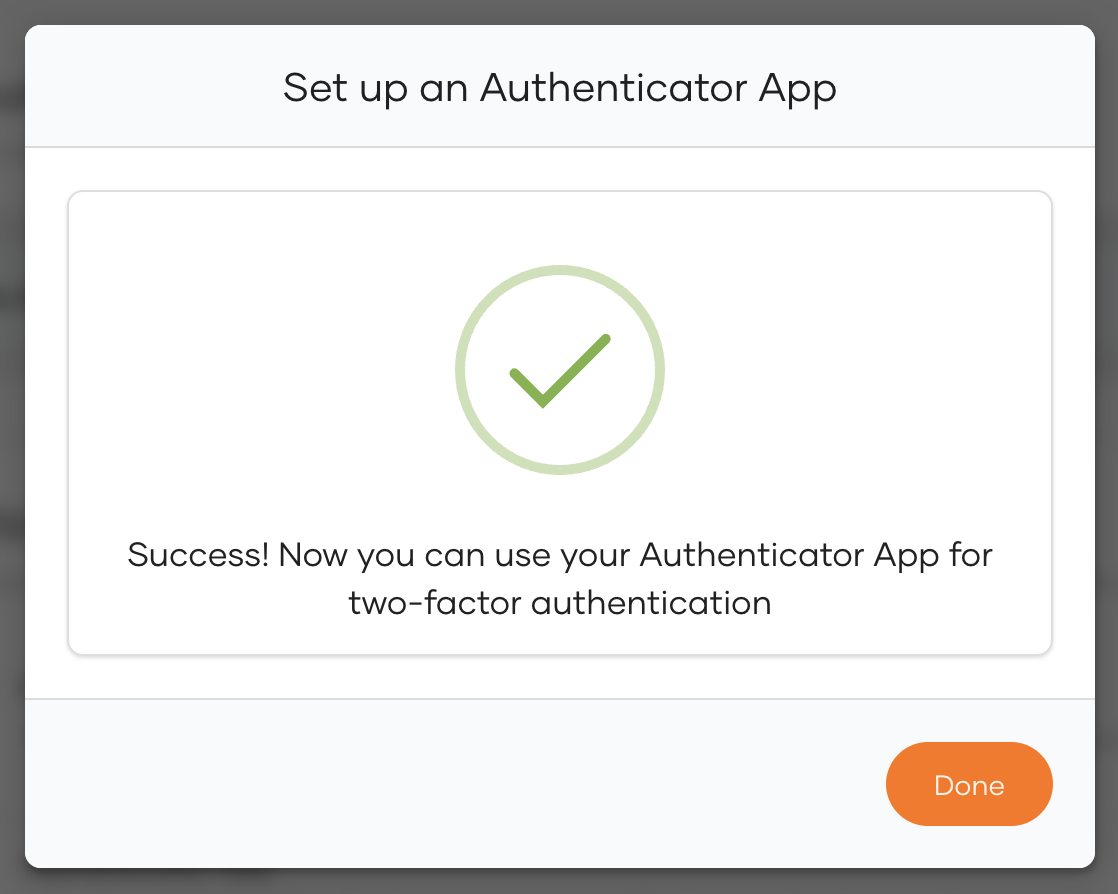 Set up an Authenticator App
Success! Now you can use your Authenticator App for
two-factor authentication
Done